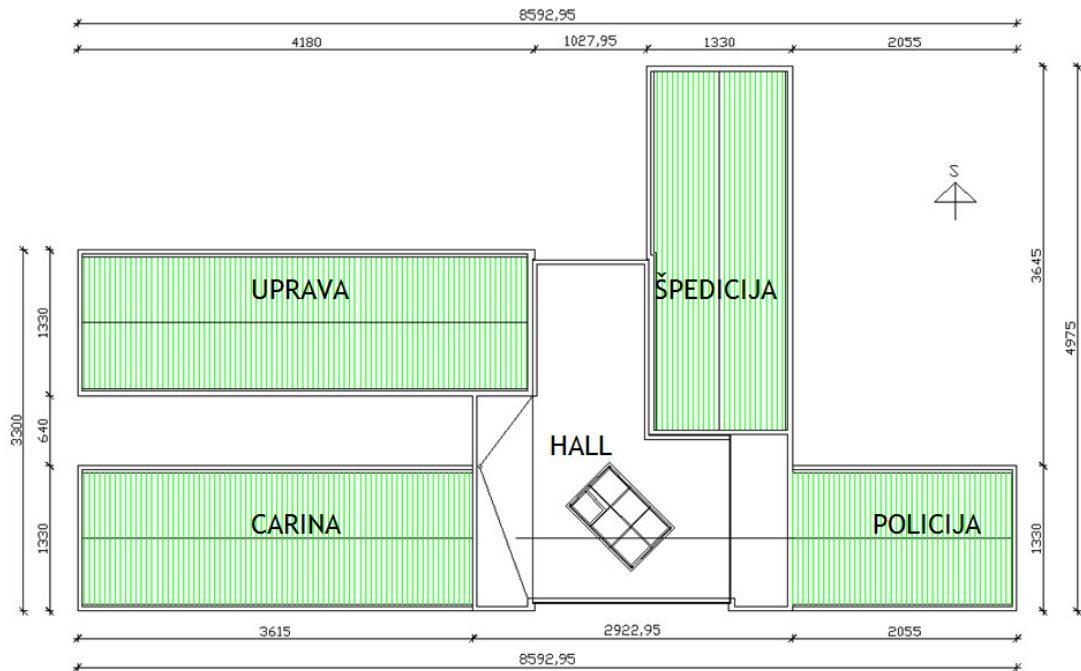 8592,95
4180 1027,95 1330 2055
S
UPRAVA
ŠPEDICIJA
HALL
CARINA
POLICIJA
3300
1330
640
1330
3645
1330
4975
3615 2922,95 2055
8592,95